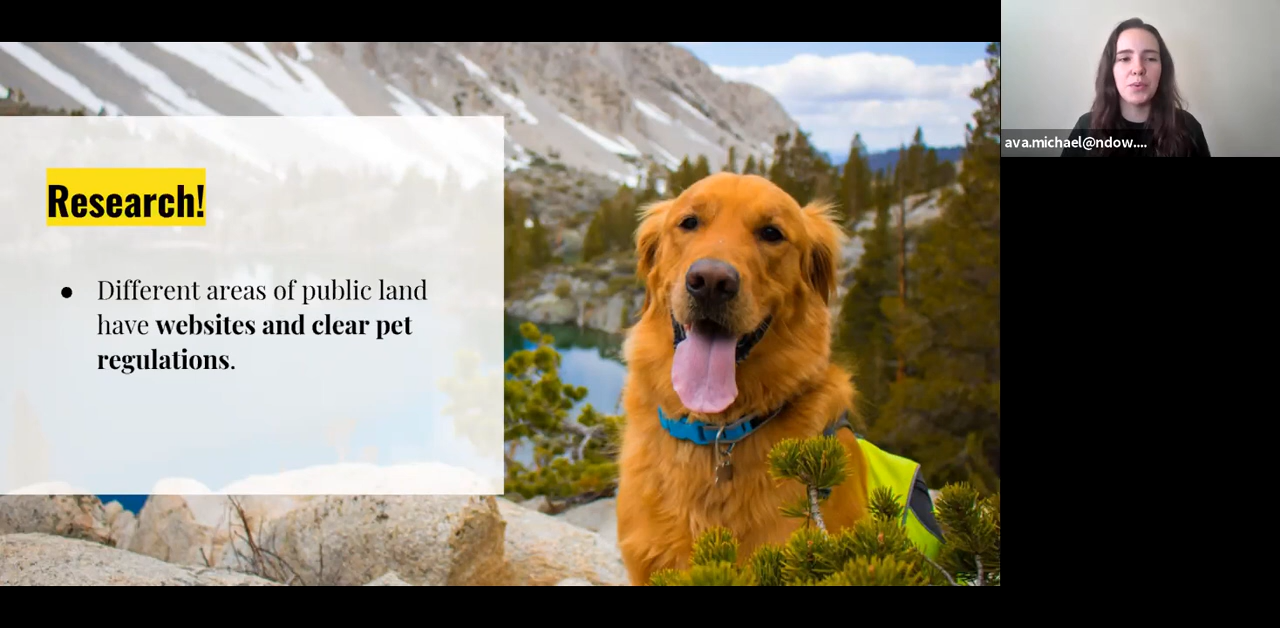 Research!
● Different areas of public land
have websites and clear pet
regulations.
ava.michael@ndow....